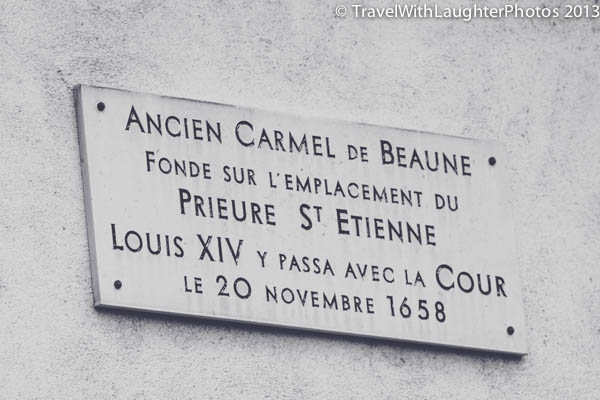 © TravelWithLaughterPhotos 2013
ANCIEN CARMEL DE BEAUNE
FONDE SUR L'EMPLACEMENT DU
PRIEURE ST ETIENNE
LOUIS XIV Y PASSA AVEC LA COUR
LE 20 NOVEMBRE 1658